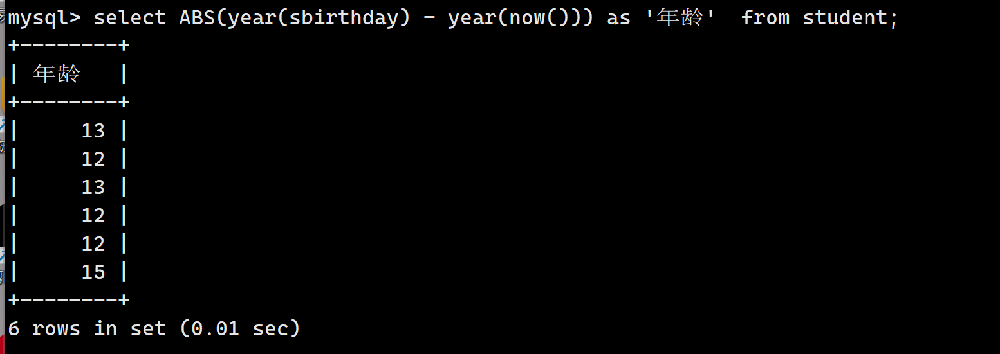 mysql> select ABS(year(sbirthday) - year(now())) as '年龄'  from student;
+--------+
| 年龄   |
+--------+
|     13 |
|     12 |
|     13 |
|     12 |
|     12 |
|     15 |
+--------+
6 rows in set (0.01 sec)